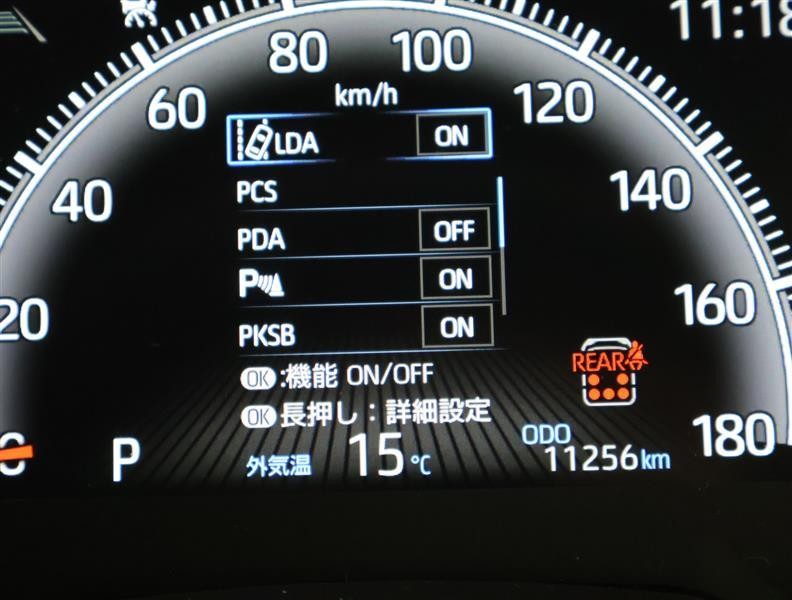 11:18
80 100
km/h
60 120
LDA ON
40 140
PCS
PDA OFF
P ON
20 160
PKSB ON
REAR
OK:機能 ON/OFF
OK長押し:詳細設定
180
P 外気温 15℃ ODO 11256km